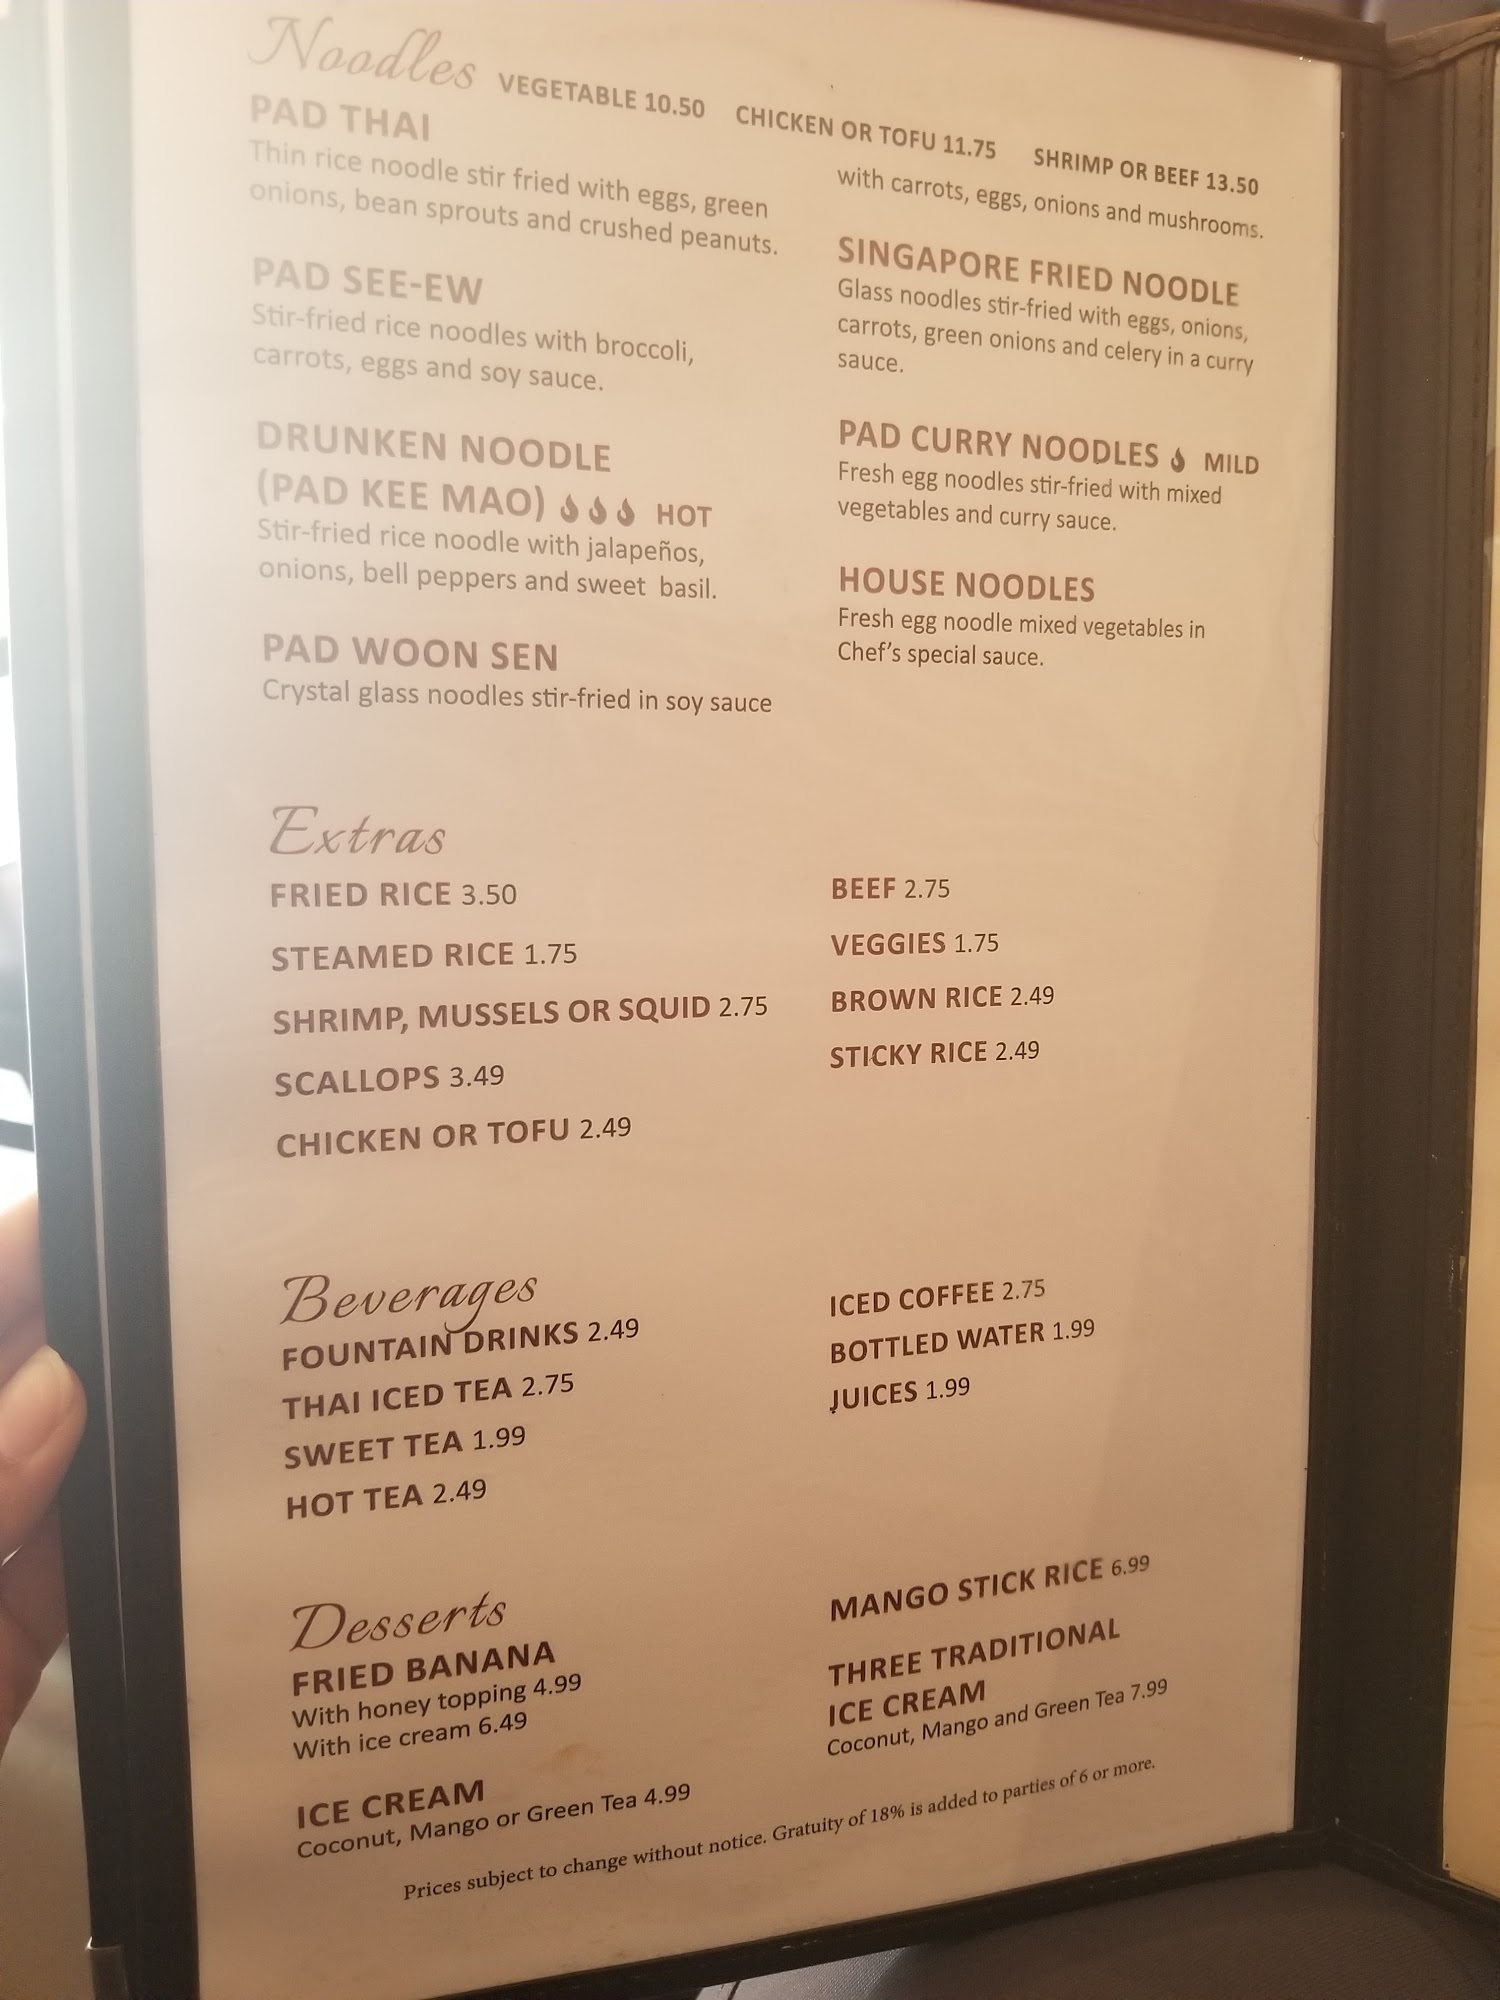 Noodles VEGETABLE 10.50 CHICKEN OR TOFU 11.75 SHRIMP OR BEEF 13.50
PAD THAI
Thin rice noodle stir fried with eggs, green
onions, bean sprouts and crushed peanuts.
PAD SEE-EW
Stir-fried rice noodles with broccoli,
carrots, eggs and soy sauce.
DRUNKEN NOODLE
(PAD KEE MAO) HOT
Stir-fried rice noodle with jalapeños,
onions, bell peppers and sweet basil.
PAD WOON SEN
Crystal glass noodles stir-fried in soy sauce
with carrots, eggs, onions and mushrooms.
SINGAPORE FRIED NOODLE
Glass noodles stir-fried with eggs, onions,
carrots, green onions and celery in a curry
sauce.
PAD CURRY NOODLES MILD
Fresh egg noodles stir-fried with mixed
vegetables and curry sauce.
HOUSE NOODLES
Fresh egg noodle mixed vegetables in
Chef's special sauce.
Extras
FRIED RICE 3.50
STEAMED RICE 1.75
SHRIMP, MUSSELS OR SQUID 2.75
SCALLOPS 3.49
CHICKEN OR TOFU 2.49
BEEF 2.75
VEGGIES 1.75
BROWN RICE 2.49
STICKY RICE 2.49
Beverages
FOUNTAIN DRINKS 2.49
THAI ICED TEA 2.75
SWEET TEA 1.99
HOT TEA 2.49
ICED COFFEE 2.75
BOTTLED WATER 1.99
JUICES 1.99
Desserts
FRIED BANANA
With honey topping 4.99
With ice cream 6.49
ICE CREAM
Coconut, Mango or Green Tea 4.99
MANGO STICK RICE 6.99
THREE TRADITIONAL
ICE CREAM
Coconut, Mango and Green Tea 7.99
Prices subject to change without notice. Gratuity of 18% is added to parties of 6 or more.